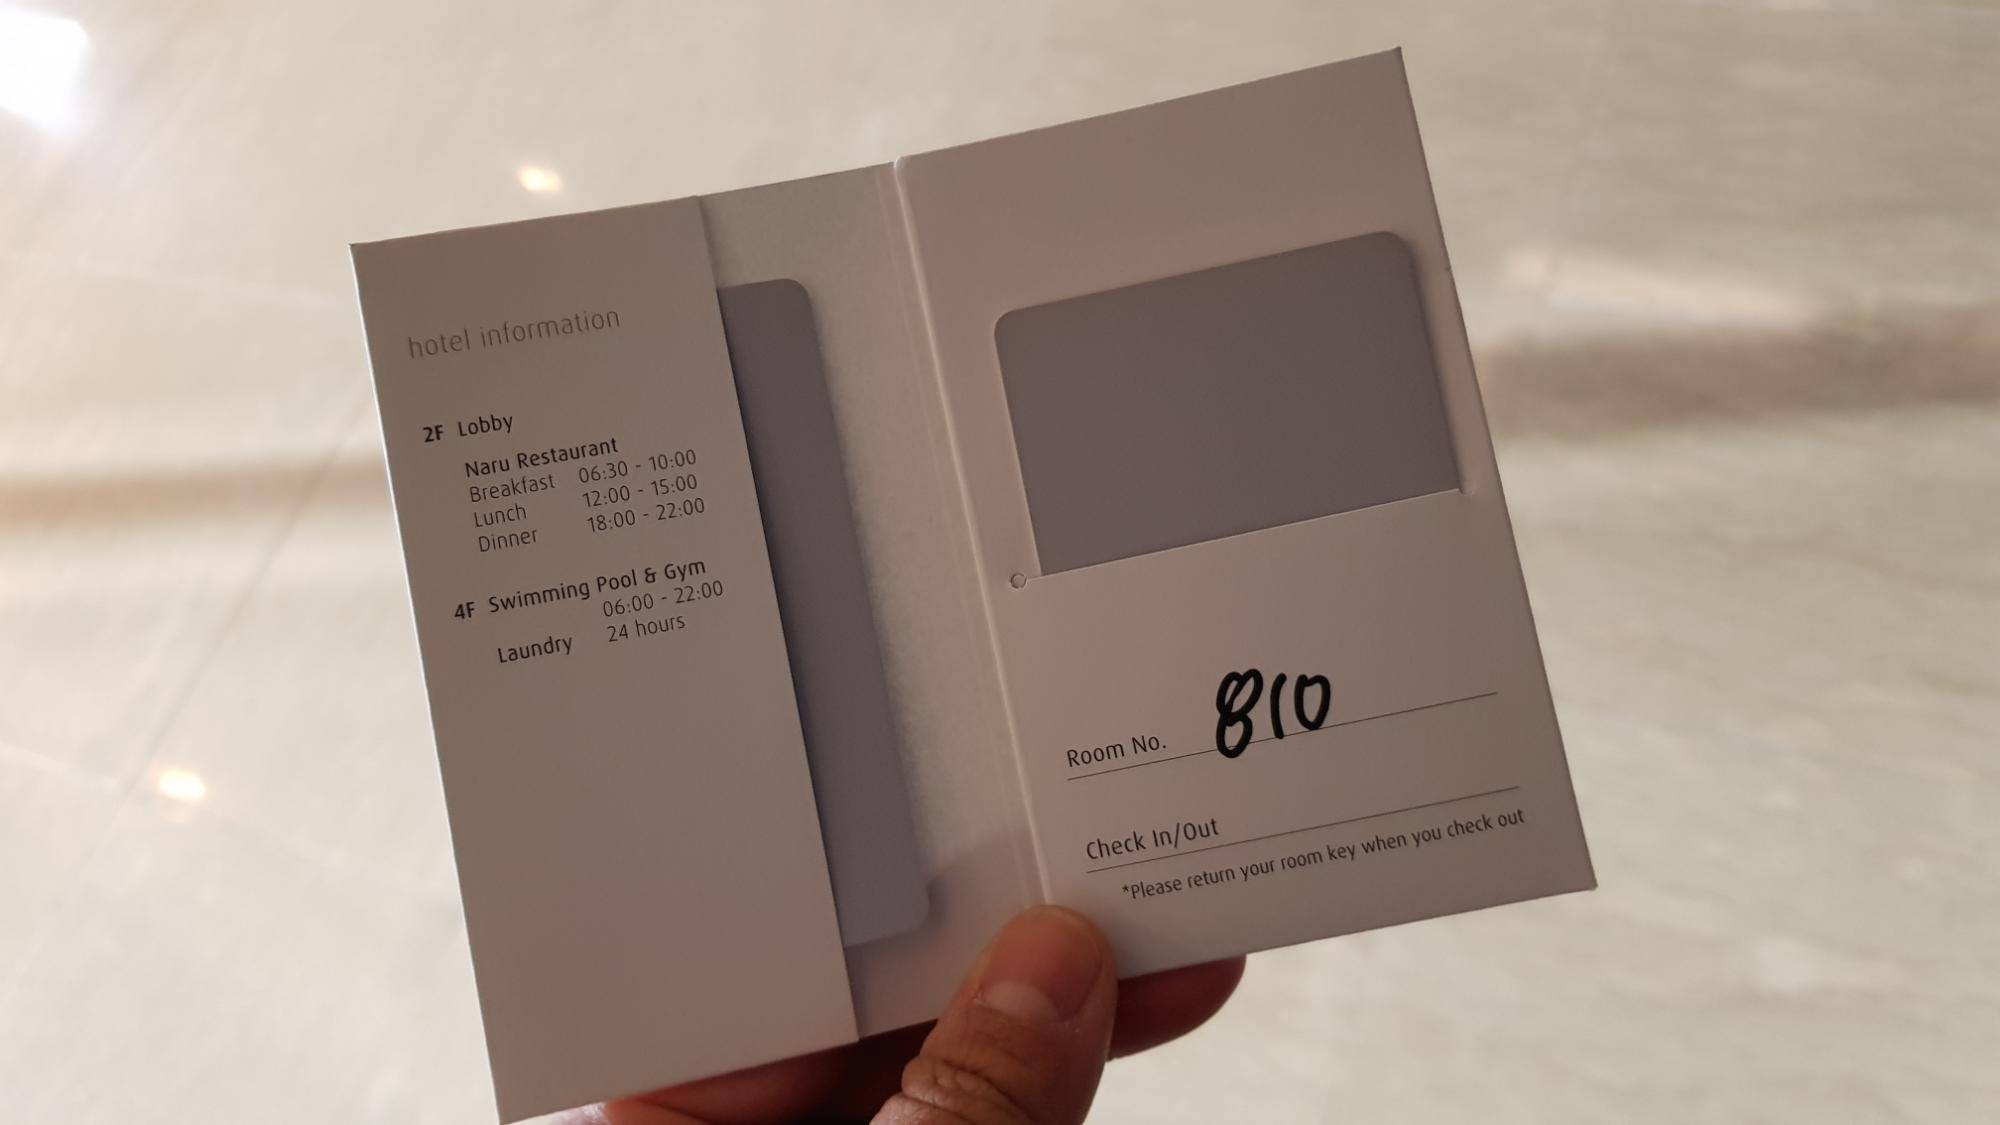 hotel information
2F Lobby
Naru Restaurant
Breakfast 06:30 - 10:00
Lunch 12:00 - 15:00
Dinner 18:00 - 22:00
4F Swimming Pool & Gym
06:00 - 22:00
Laundry 24 hours
Room No. 810
Check In/Out
*Please return your room key when you check out